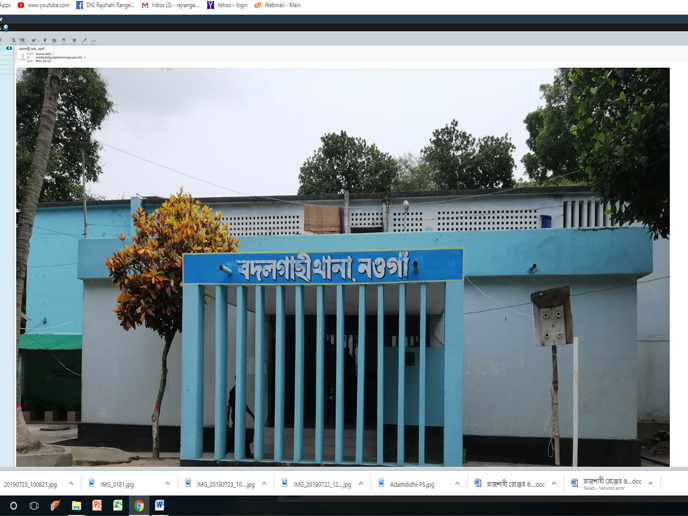 Apps www.youtube.com DIG Rajshahi Range... Inbox (3) - rajrange... Yahoo - login Webmail - Main
বদলগাছী থানা, নওগাঁ
20190723_100821.jpg IMG_0181.jpg IMG_20190723_10....jpg IMG_20190722_12....jpg Adamdidhi-PS.jpg রাজশাহী রেঞ্জের ও....doc রাজশাহী রেঞ্জের ও....doc
Failed - Network error